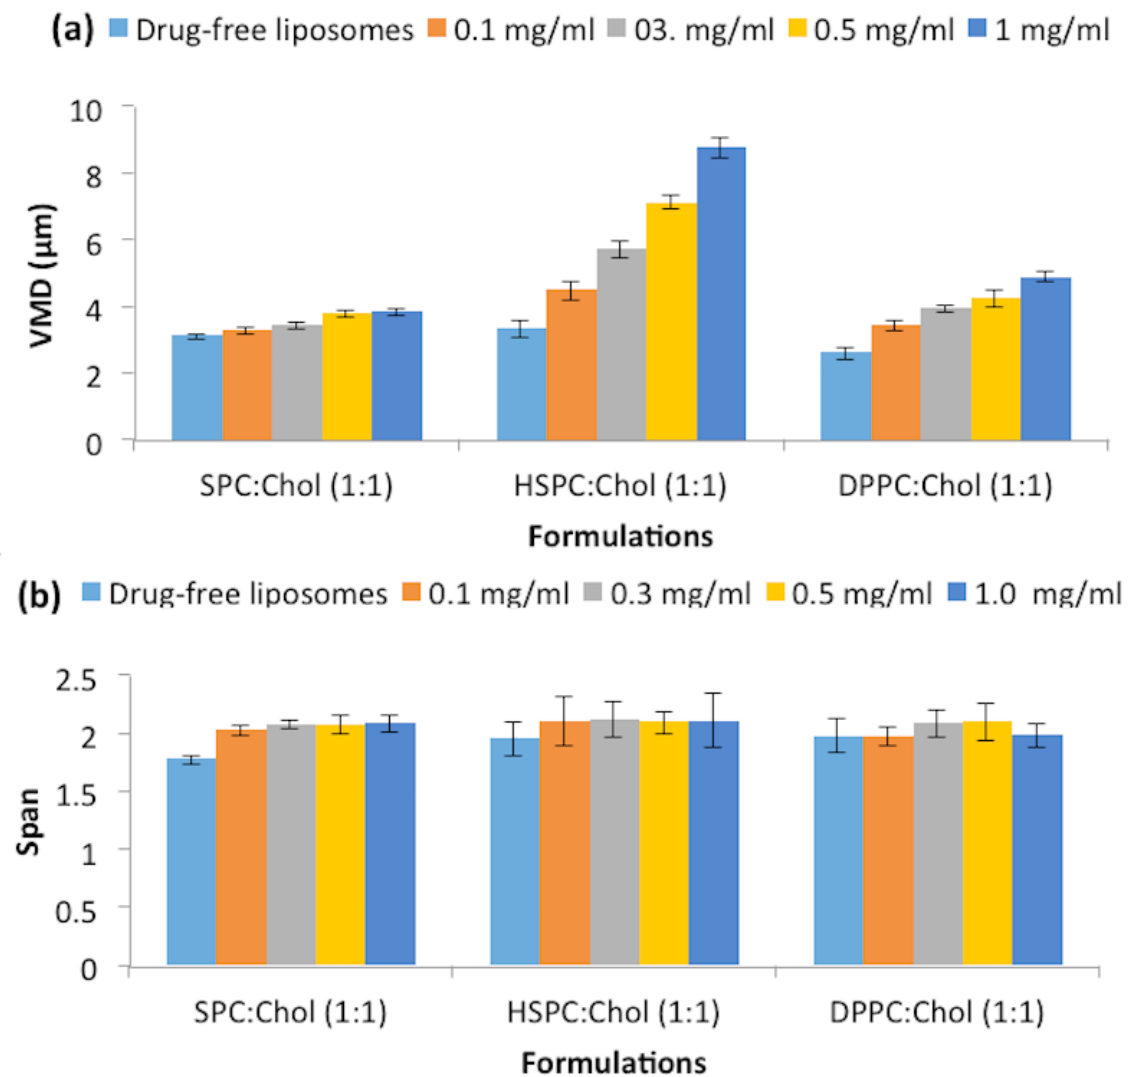 (a) Drug-free liposomes 0.1 mg/ml 03. mg/ml 0.5 mg/ml 1 mg/ml
10
8
6
4
2
0
VMD (µm)
SPC:Chol (1:1) HSPC:Chol (1:1) DPPC:Chol (1:1)
Formulations
(b) Drug-free liposomes 0.1 mg/ml 0.3 mg/ml 0.5 mg/ml 1.0 mg/ml
2.5
2
1.5
1
0.5
0
Span
SPC:Chol (1:1) HSPC:Chol (1:1) DPPC:Chol (1:1)
Formulations